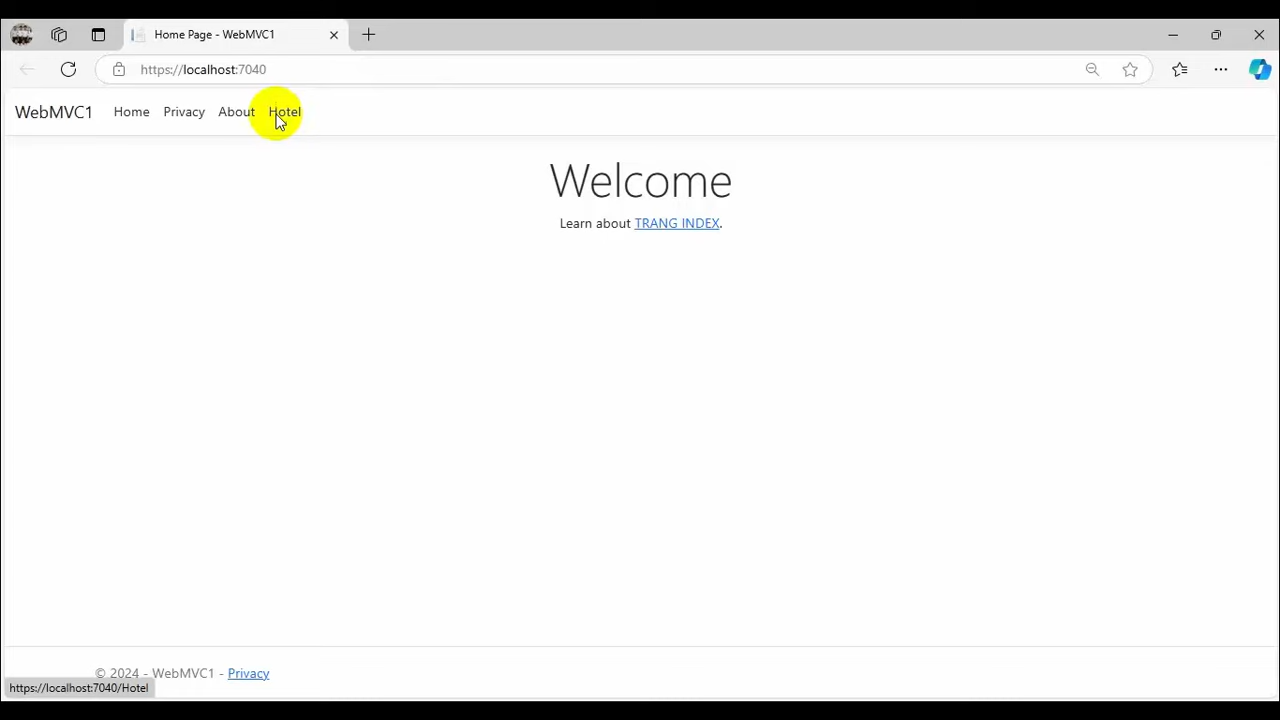 Home Page - WebMVC1
https://localhost:7040
WebMVC1 Home Privacy About Hotel
Welcome
Learn about TRANG INDEX.
© 2024 - WebMVC1 - Privacy
https://localhost:7040/Hotel